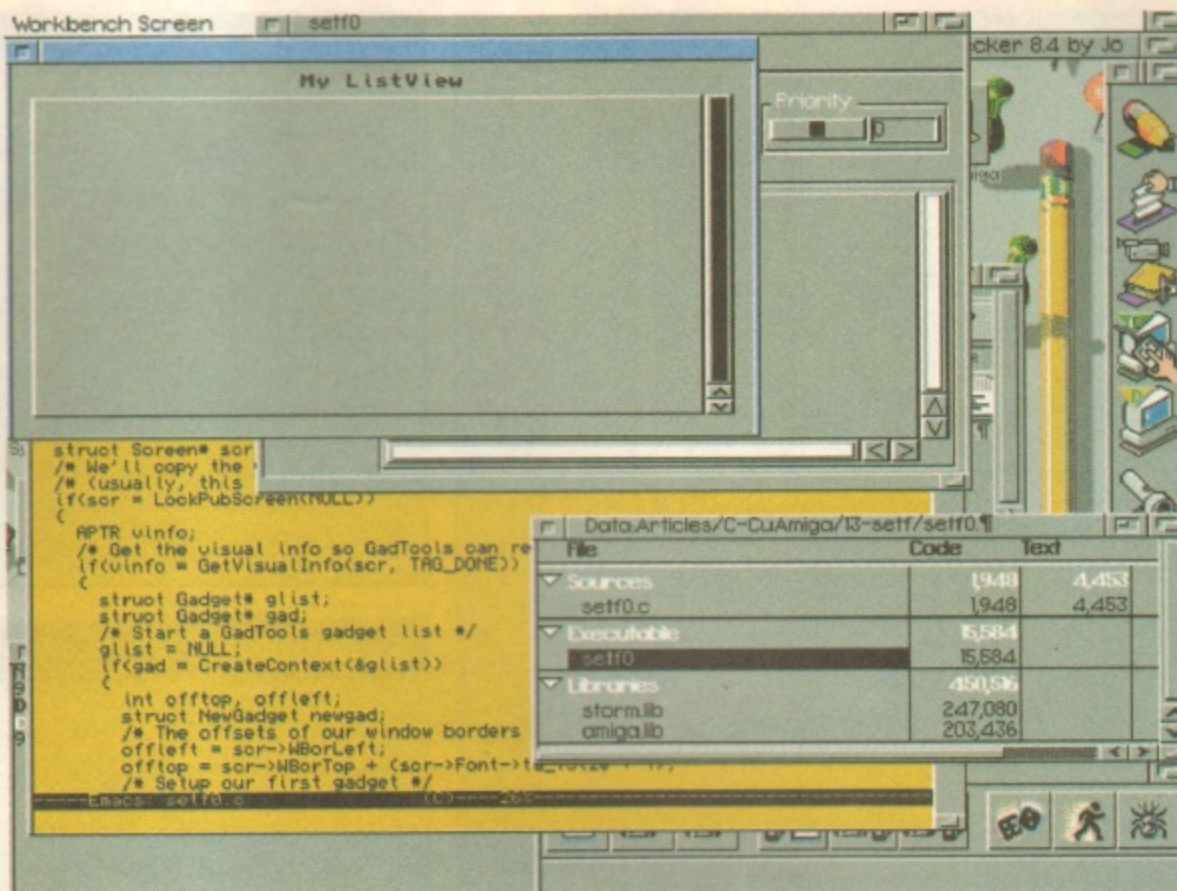 Workbench Screen
setf0
cker 8.4 by Jo
My ListView
Priority
0
struct Screen* scr
/* We'll copy the
/* (usually, this
if(scr = LockPubScreen(NULL))
{
APTR vinfo;
/* Get the visual info so GadTools can re
if(vinfo = GetVisualInfo(scr, TAG_DONE))
{
struct Gadget* glist;
struct Gadget* gad;
/* Start a GadTools gadget list */
glist = NULL;
if(gad = CreateContext(&glist))
{
int offtop, offleft;
struct NewGadget newgad;
/* The offsets of our window borders
offleft = scr->WBorLeft;
offtop = scr->WBorTop + (scr->Font->ta_YSize + 1);
/* Setup our first gadget */
-----Emacs: setf0.c (C)----26%
Data:Articles/C-CuAmiga/13-setf/setf0.¶
File Code Text
Sources 1,948 4,453
setf0.c 1,948 4,453
Executable 15,584
setf0 15,584
Libraries 450,516
storm.lib 247,080
amiga.lib 203,436